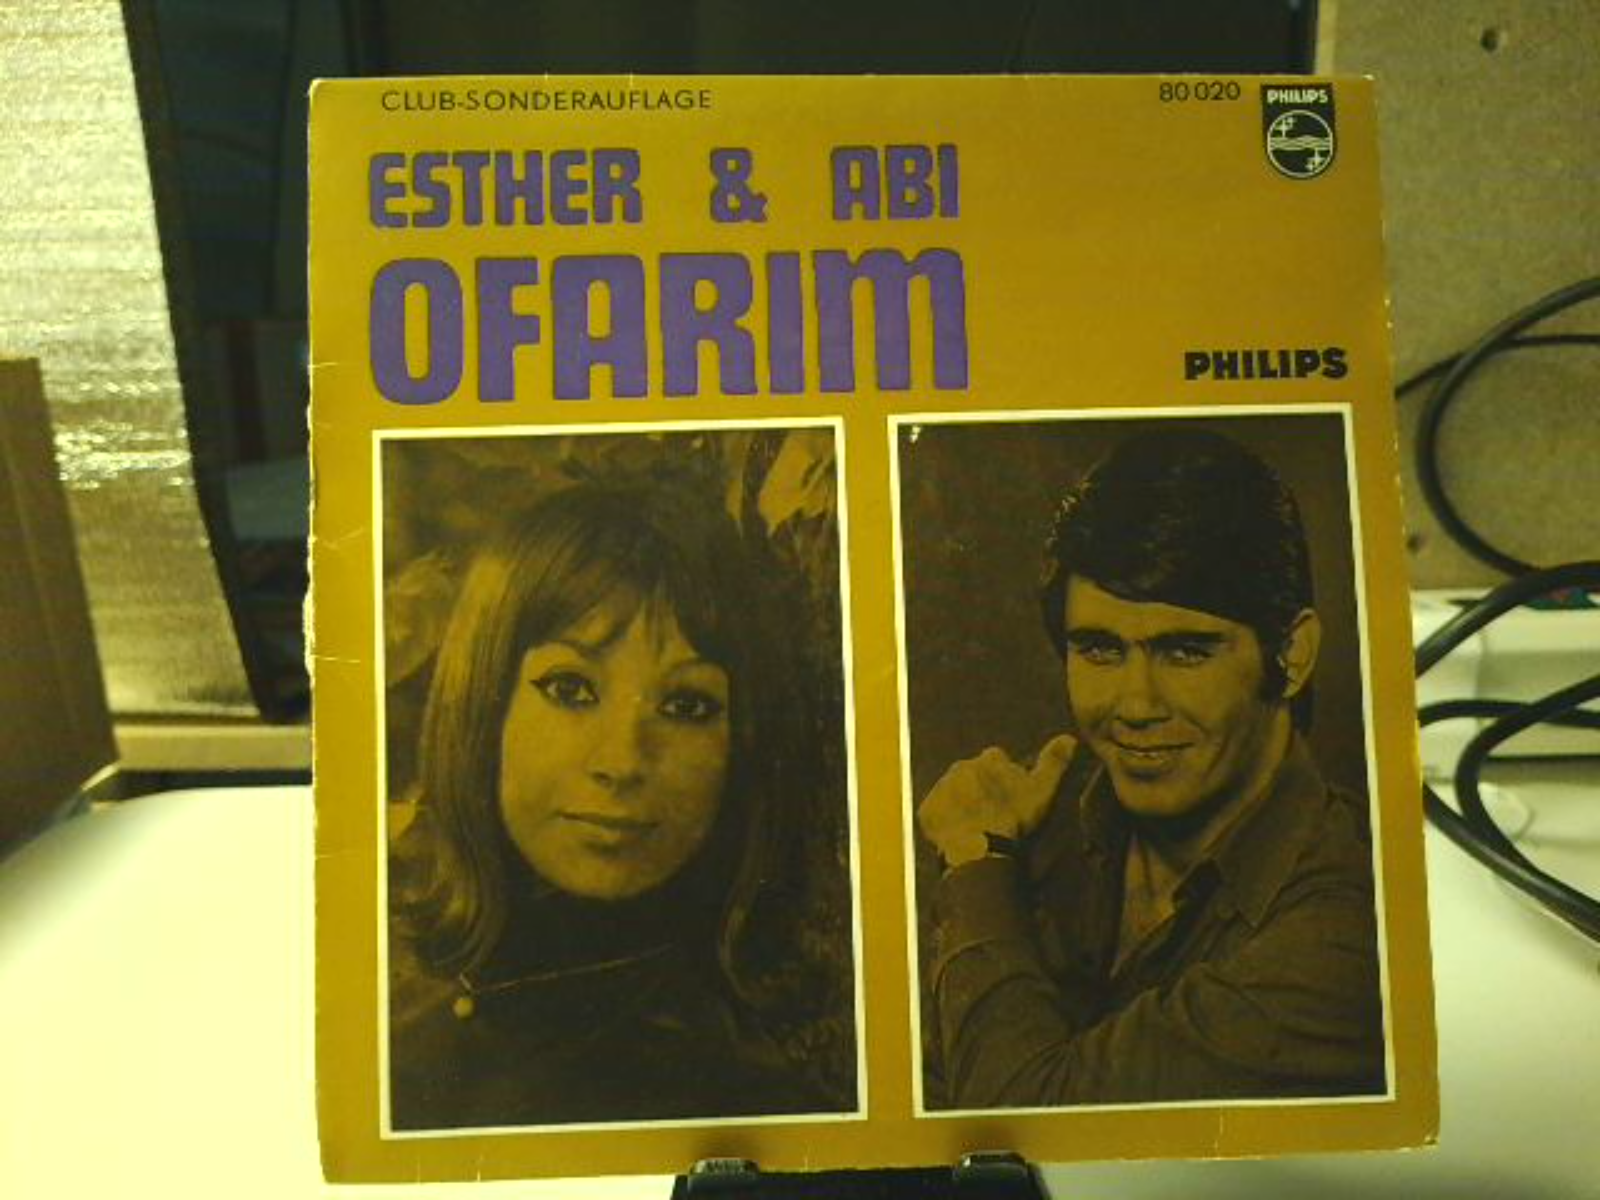 CLUB-SONDERAUFLAGE
80 020
PHILIPS
ESTHER & ABI
OFARIM
PHILIPS